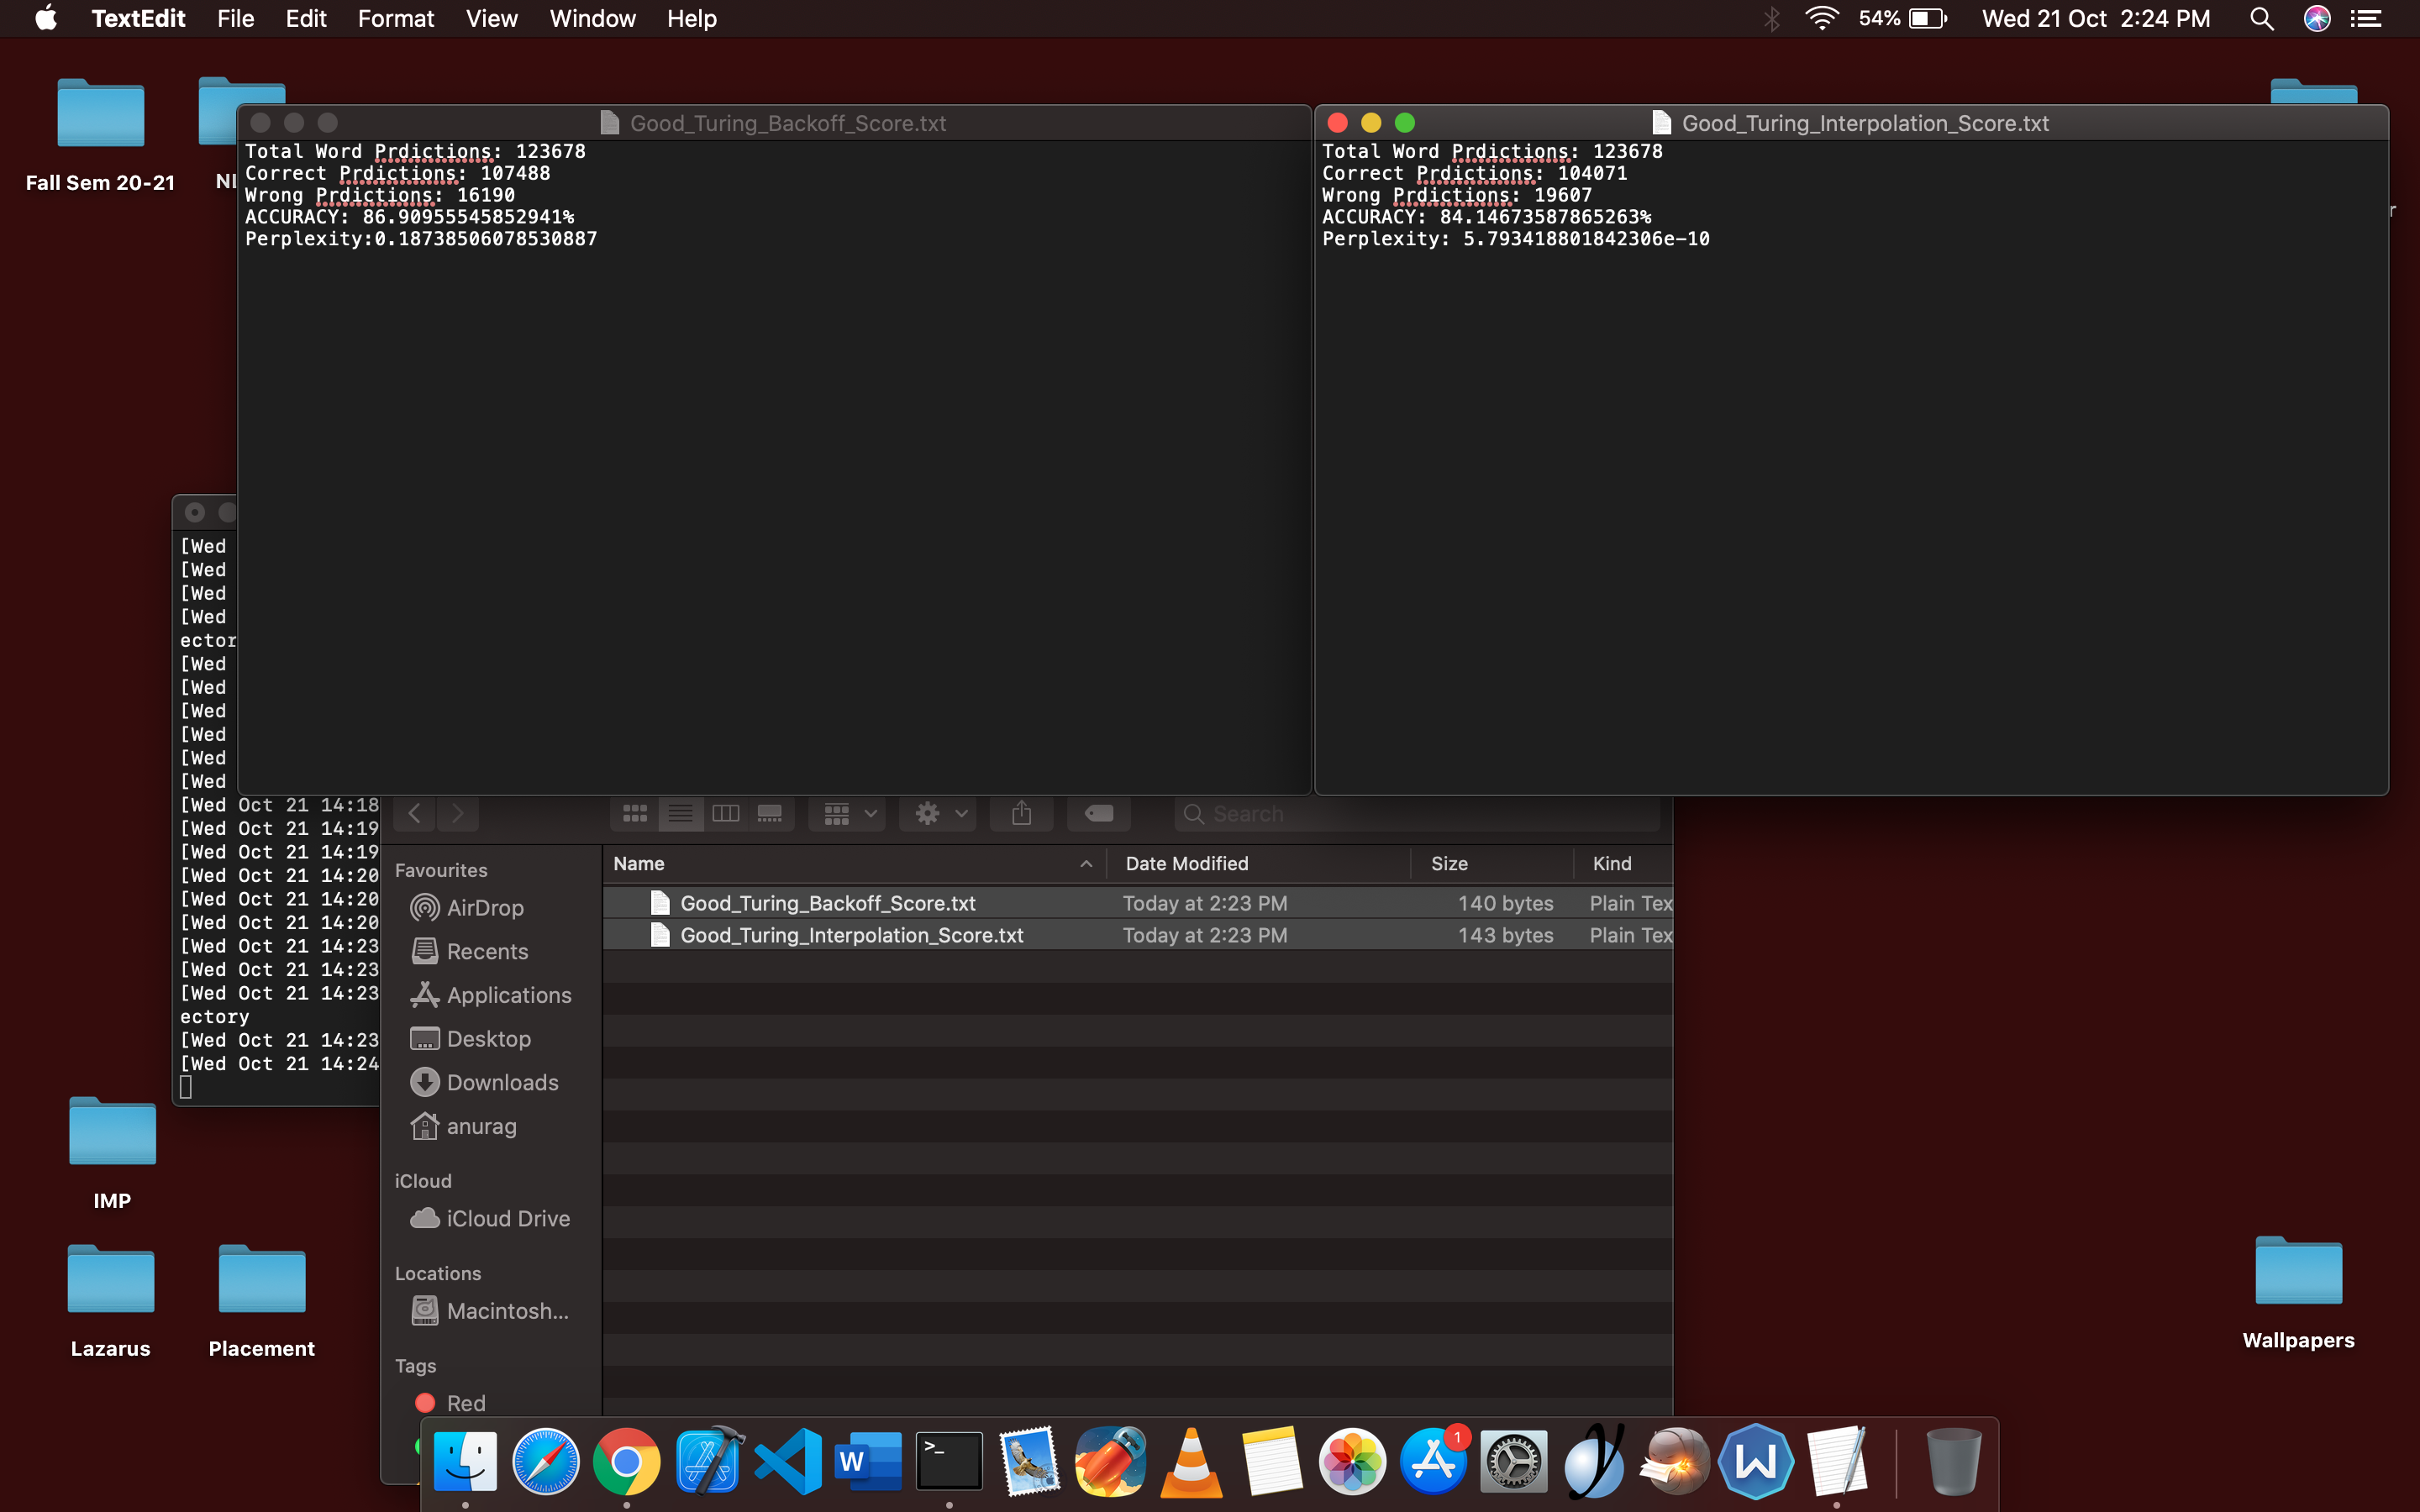 TextEdit File Edit Format View Window Help 54% Wed 21 Oct 2:24 PM
Fall Sem 20-21
Good_Turing_Backoff_Score.txt
Total Word Prdictions: 123678
Correct Prdictions: 107488
Wrong Prdictions: 16190
ACCURACY: 86.90955545852941%
Perplexity:0.18738506078530887
Good_Turing_Interpolation_Score.txt
Total Word Prdictions: 123678
Correct Prdictions: 104071
Wrong Prdictions: 19607
ACCURACY: 84.14673587865263%
Perplexity: 5.793418801842306e-10
[Wed
[Wed
[Wed
[Wed
ector
[Wed
[Wed
[Wed
[Wed
[Wed
[Wed
[Wed Oct 21 14:18
[Wed Oct 21 14:19
[Wed Oct 21 14:19
[Wed Oct 21 14:20
[Wed Oct 21 14:20
[Wed Oct 21 14:20
[Wed Oct 21 14:23
[Wed Oct 21 14:23
[Wed Oct 21 14:23
ectory
[Wed Oct 21 14:23
[Wed Oct 21 14:24
Search
Favourites
AirDrop
Recents
Applications
Desktop
Downloads
anurag
iCloud
iCloud Drive
Locations
Macintosh...
Tags
Red
Name Date Modified Size Kind
Good_Turing_Backoff_Score.txt Today at 2:23 PM 140 bytes Plain Tex
Good_Turing_Interpolation_Score.txt Today at 2:23 PM 143 bytes Plain Tex
IMP
Lazarus
Placement
Wallpapers
W
>_
1
W